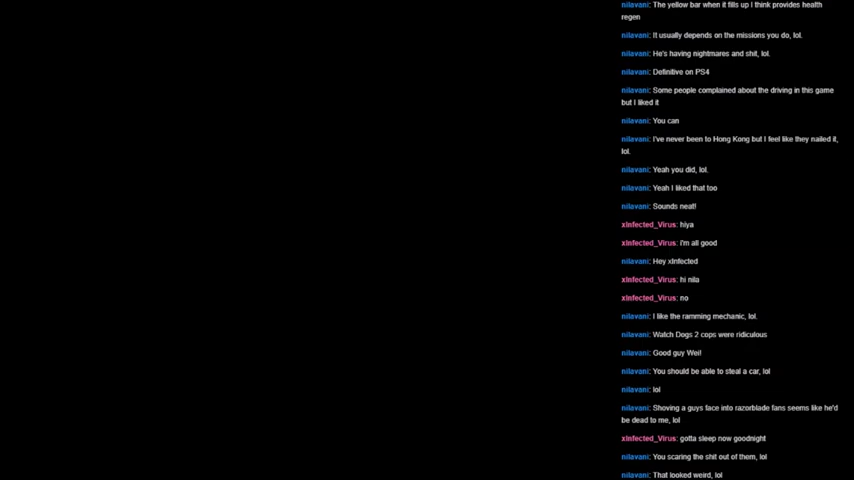 nilavani: The yellow bar when it fills up I think provides health
regen
nilavani: It usually depends on the missions you do, lol.
nilavani: He's having nightmares and shit, lol.
nilavani: Definitive on PS4
nilavani: Some people complained about the driving in this game
but I liked it
nilavani: You can
nilavani: I've never been to Hong Kong but I feel like they nailed it,
lol.
nilavani: Yeah you did, lol.
nilavani: Yeah I liked that too
nilavani: Sounds neat!
xInfected_Virus: hiya
xInfected_Virus: i'm all good
nilavani: Hey xInfected
xInfected_Virus: hi nila
xInfected_Virus: no
nilavani: I like the ramming mechanic, lol.
nilavani: Watch Dogs 2 cops were ridiculous
nilavani: Good guy Wei!
nilavani: You should be able to steal a car, lol
nilavani: lol
nilavani: Shoving a guys face into razorblade fans seems like he'd
be dead to me, lol
xInfected_Virus: gotta sleep now goodnight
nilavani: You scaring the shit out of them, lol
nilavani: That looked weird, lol